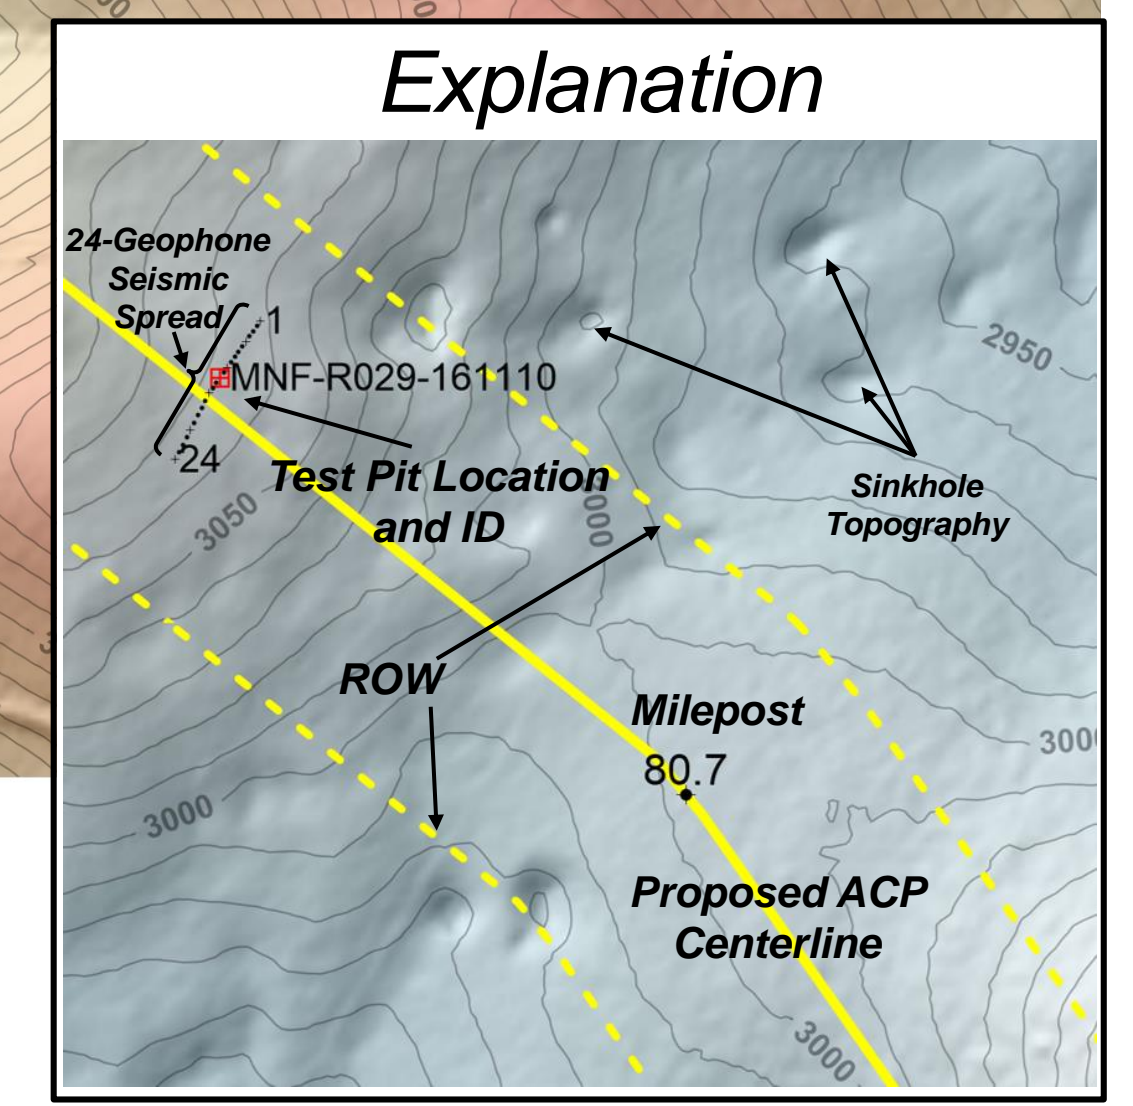 Explanation
24-Geophone
Seismic
Spread
1
MNF-R029-161110
24
2950
Test Pit Location
and ID
Sinkhole
Topography
3050
3000
ROW
Milepost
80.7
3000
3000
Proposed ACP
Centerline
3000